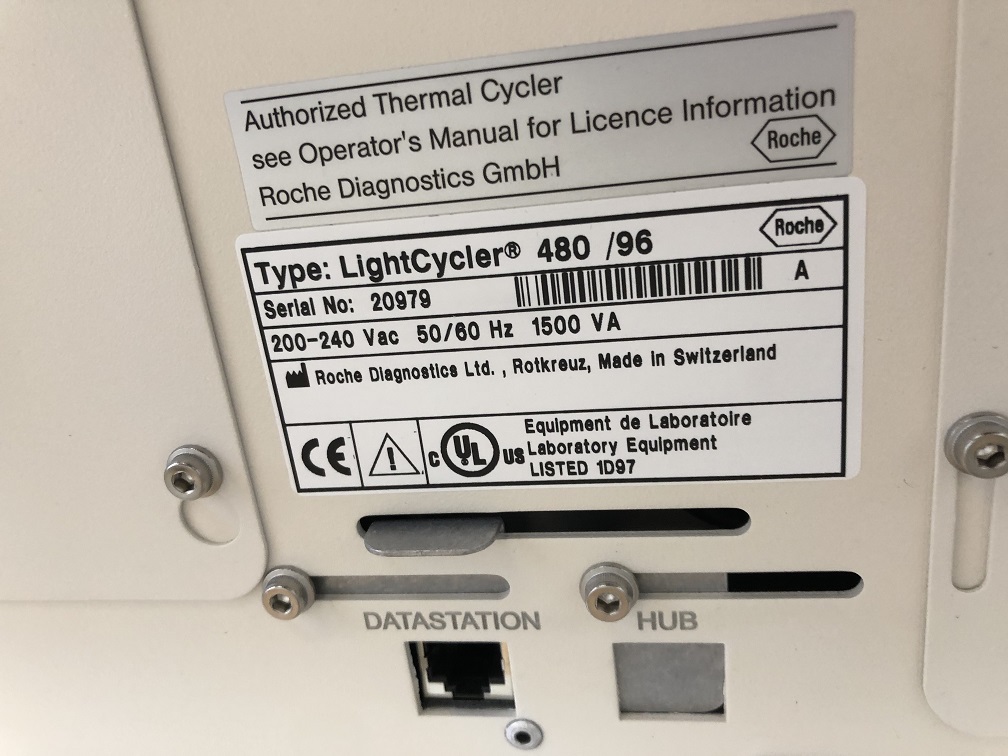 Authorized Thermal Cycler
see Operator's Manual for Licence Information
Roche Diagnostics GmbH
Roche
Type: LightCycler® 480 /96
Roche
Serial No: 20979
A
200-240 Vac 50/60 Hz 1500 VA
Roche Diagnostics Ltd. , Rotkreuz, Made in Switzerland
CE
C UL US
Equipment de Laboratoire
Laboratory Equipment
LISTED 1D97
DATASTATION
HUB